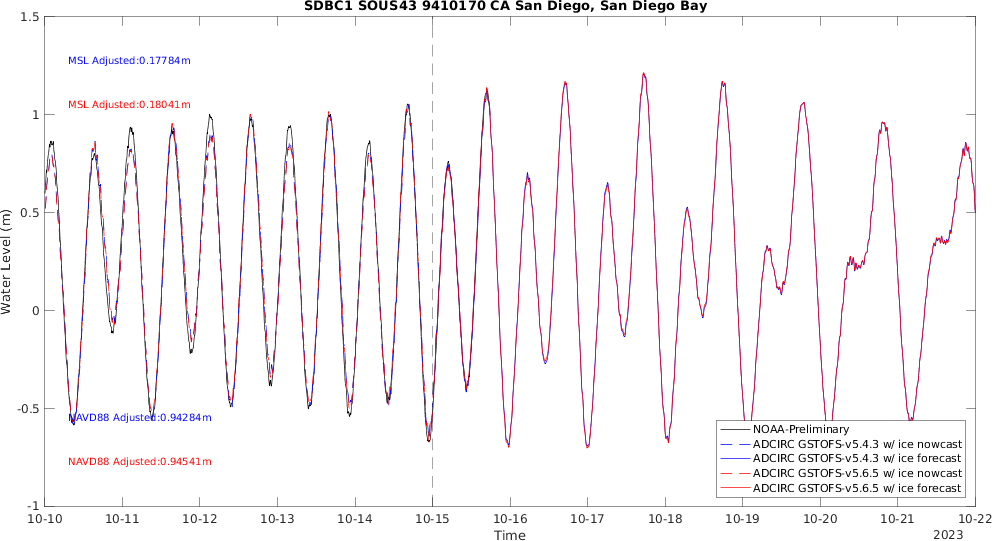 SDBC1 SOUS43 9410170 CA San Diego, San Diego Bay
1.5
MSL Adjusted:0.17784m
MSL Adjusted:0.18041m
1
0.5
Water Level (m)
0
-0.5
NAVD88 Adjusted:0.94284m
NAVD88 Adjusted:0.94541m
NOAA-Preliminary
ADCIRC GSTOFS-v5.4.3 w/ ice nowcast
ADCIRC GSTOFS-v5.4.3 w/ ice forecast
ADCIRC GSTOFS-v5.6.5 w/ ice nowcast
ADCIRC GSTOFS-v5.6.5 w/ ice forecast
-1
10-10 10-11 10-12 10-13 10-14 10-15 10-16 10-17 10-18 10-19 10-20 10-21 10-22
Time
2023